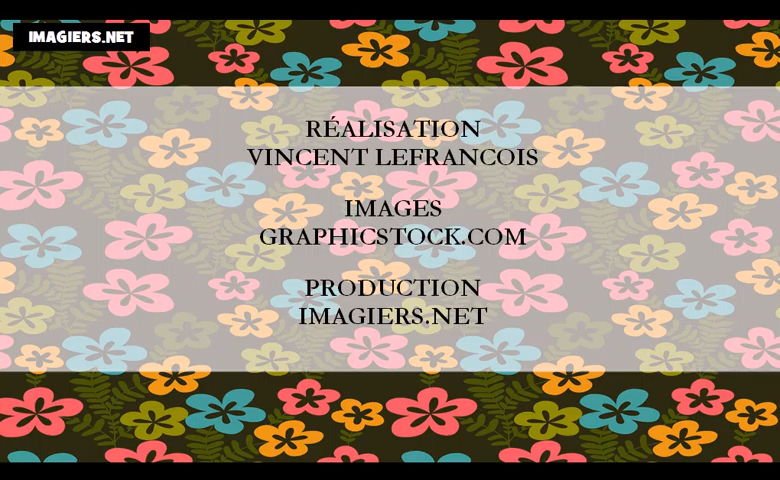 IMAGIERS.NET
RÉALISATION
VINCENT LEFRANCOIS
IMAGES
GRAPHICSTOCK.COM
PRODUCTION
IMAGIERS.NET